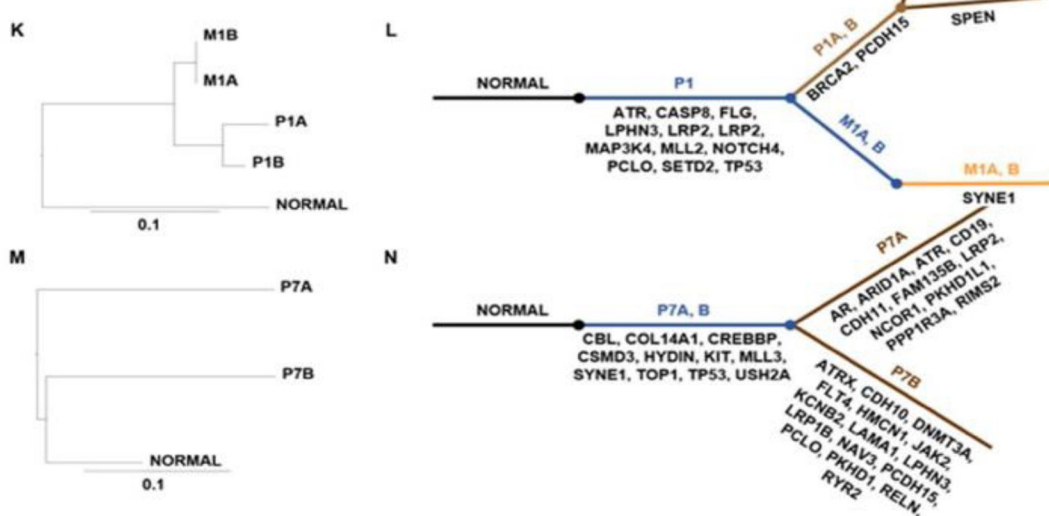 K
M1B
M1A
P1A
P1B
NORMAL
0.1
L
NORMAL
P1
ATR, CASP8, FLG,
LPHN3, LRP2, LRP2,
MAP3K4, MLL2, NOTCH4,
PCLO, SETD2, TP53
P1A, B
BRCA2, PCDH15
SPEN
M1A, B
M1A, B
SYNE1
M
P7A
P7B
NORMAL
0.1
N
NORMAL
P7A, B
CBL, COL14A1, CREBBP,
CSMD3, HYDIN, KIT, MLL3,
SYNE1, TOP1, TP53, USH2A
P7A
AR, ARID1A, ATR, CD19,
CDH11, FAM135B, LRP2,
NCOR1, PKHD1L1,
PPP1R3A, RIMS2
P7B
ATRX, CDH10, DNMT3A,
FLT4, HMCN1, JAK2,
KCNB2, LAMA1, LPHN3,
LRP1B, NAV3, PCDH15,
PCLO, PKHD1, RELN,
RYR2